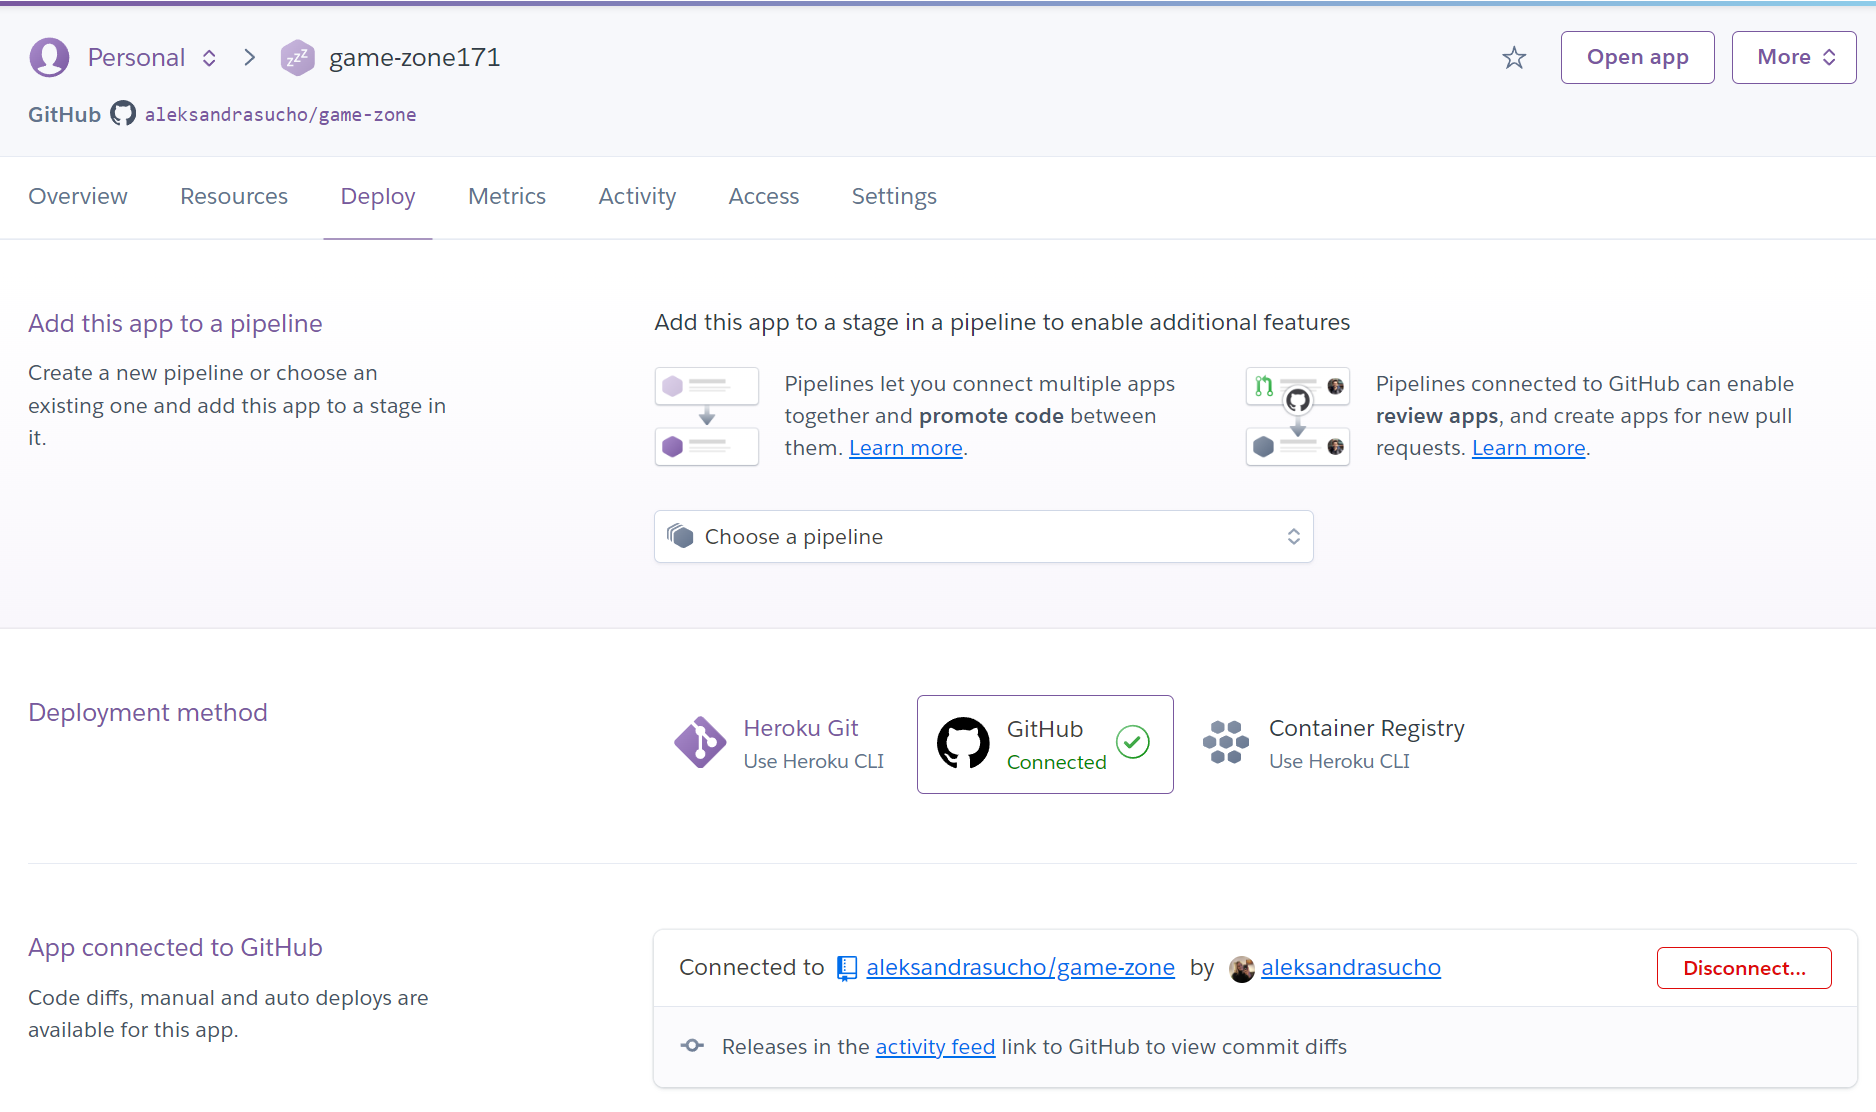 Personal
zzz
game-zone171
Open app
More
GitHub aleksandrasucho/game-zone
Overview
Resources
Deploy
Metrics
Activity
Access
Settings
Add this app to a pipeline
Create a new pipeline or choose an
existing one and add this app to a stage in
it.
Add this app to a stage in a pipeline to enable additional features
Pipelines let you connect multiple apps
together and promote code between
them. Learn more.
Pipelines connected to GitHub can enable
review apps, and create apps for new pull
requests. Learn more.
Choose a pipeline
Deployment method
Heroku Git
Use Heroku CLI
GitHub
Connected
Container Registry
Use Heroku CLI
App connected to GitHub
Code diffs, manual and auto deploys are
available for this app.
Connected to aleksandrasucho/game-zone by aleksandrasucho
Disconnect...
Releases in the activity feed link to GitHub to view commit diffs